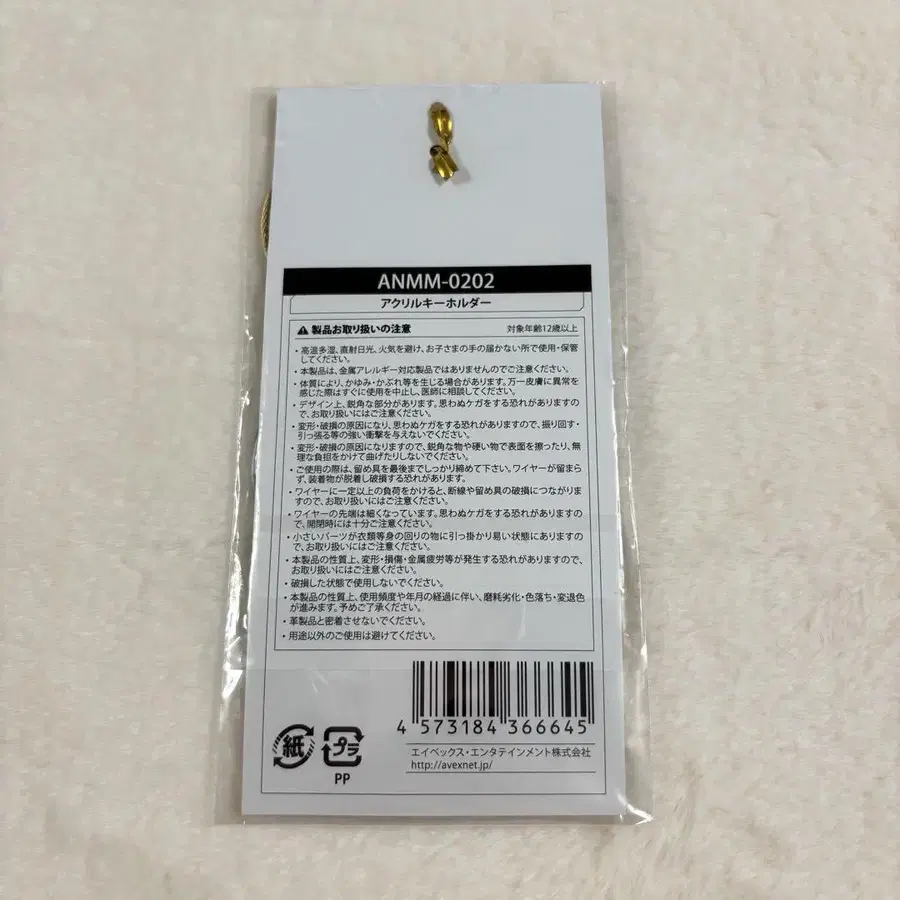 ANMM-0202
アクリルキーホルダー
製品お取り扱いの注意 対象年齢12歳以上
・高温多湿、直射日光、火気を避け、お子さまの手の届かない所で使用・保管
してください。
・本製品は、金属アレルギー対応製品ではありませんのでご注意ください。
・体質により、かゆみ・かぶれ等を生じる場合があります。万一皮膚に異常を
感じた際はすぐに使用を中止し、医師に相談してください。
・デザイン上、鋭角な部分があります。思わぬケガをする恐れがありますの
で、お取り扱いにはご注意ください。
・変形・破損の原因になり、思わぬケガをする恐れがありますので、振り回す・
引っ張る等の強い衝撃を与えないでください。
・変形・破損の原因になりますので、鋭角な物や硬い物で表面を擦ったり、無
理な負担をかけて曲げたりしないでください。
・ご使用の際は、留め具を最後までしっかり締めて下さい。ワイヤーが留まら
ず、装着物が脱着し破損する恐れがあります。
・ワイヤーに一定以上の負荷をかけると、断線や留め具の破損につながりま
すので、お取り扱いにはご注意ください。
・ワイヤーの先端は細くなっています。思わぬケガをする恐れがありますの
で、開閉時には十分ご注意ください。
・小さいパーツが衣類等身の回りの物に引っ掛かり易い状態にありますの
で、お取り扱いにはご注意ください。
・本製品の性質上、変形・損傷・金属疲労等が発生する恐れがありますので、
お取り扱いにはご注意ください。
・破損した状態で使用しないでください。
・本製品の性質上、使用頻度や年月の経過に伴い、磨耗劣化・色落ち・変退色
が進みます。予めご了承ください。
・革製品と密着させないでください。
・用途以外のご使用は避けてください。
4 573184 366645
紙 プラ
PP
エイベックス・エンタテインメント株式会社
http://avexnet.jp/